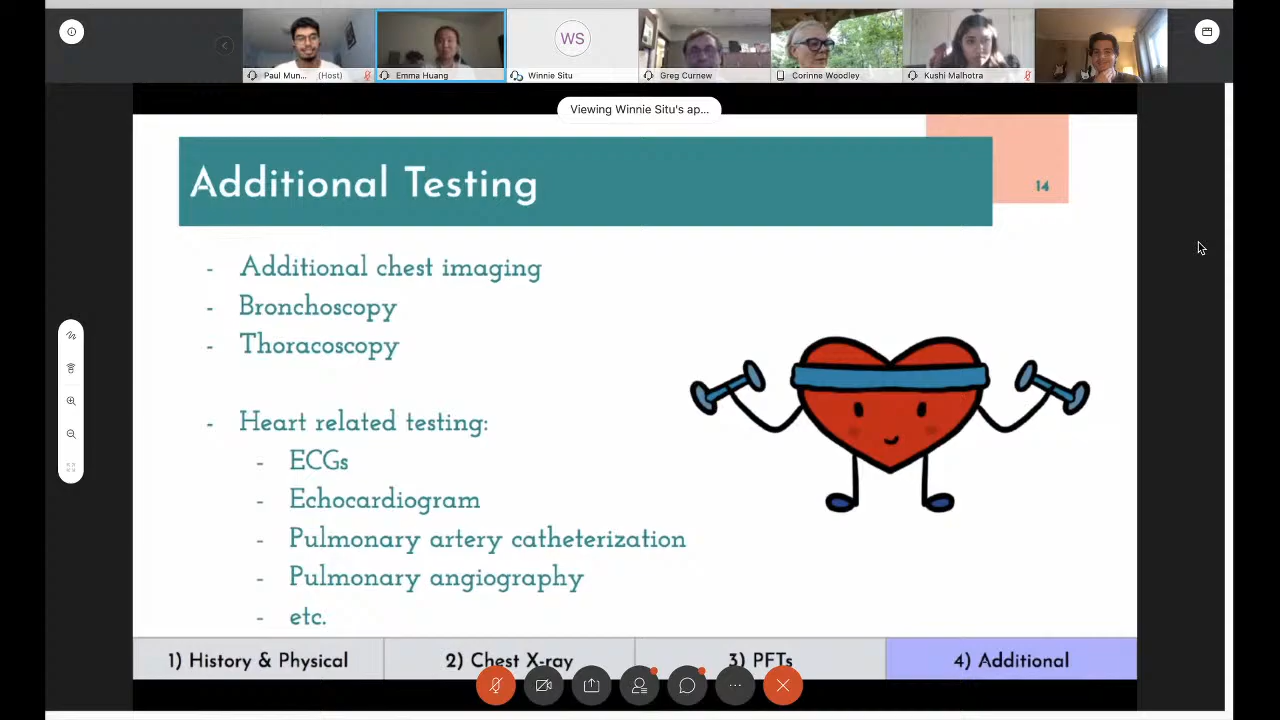 WS
Paul Mun... (Host)
Emma Huang
Winnie Situ
Greg Curnew
Corinne Woodley
Kushi Malhotra
Viewing Winnie Situ's ap...
Additional Testing
14
- Additional chest imaging
- Bronchoscopy
- Thoracoscopy
- Heart related testing:
- ECGs
- Echocardiogram
- Pulmonary artery catheterization
- Pulmonary angiography
- etc.
1) History & Physical
2) Chest X-ray
3) PFTs
4) Additional